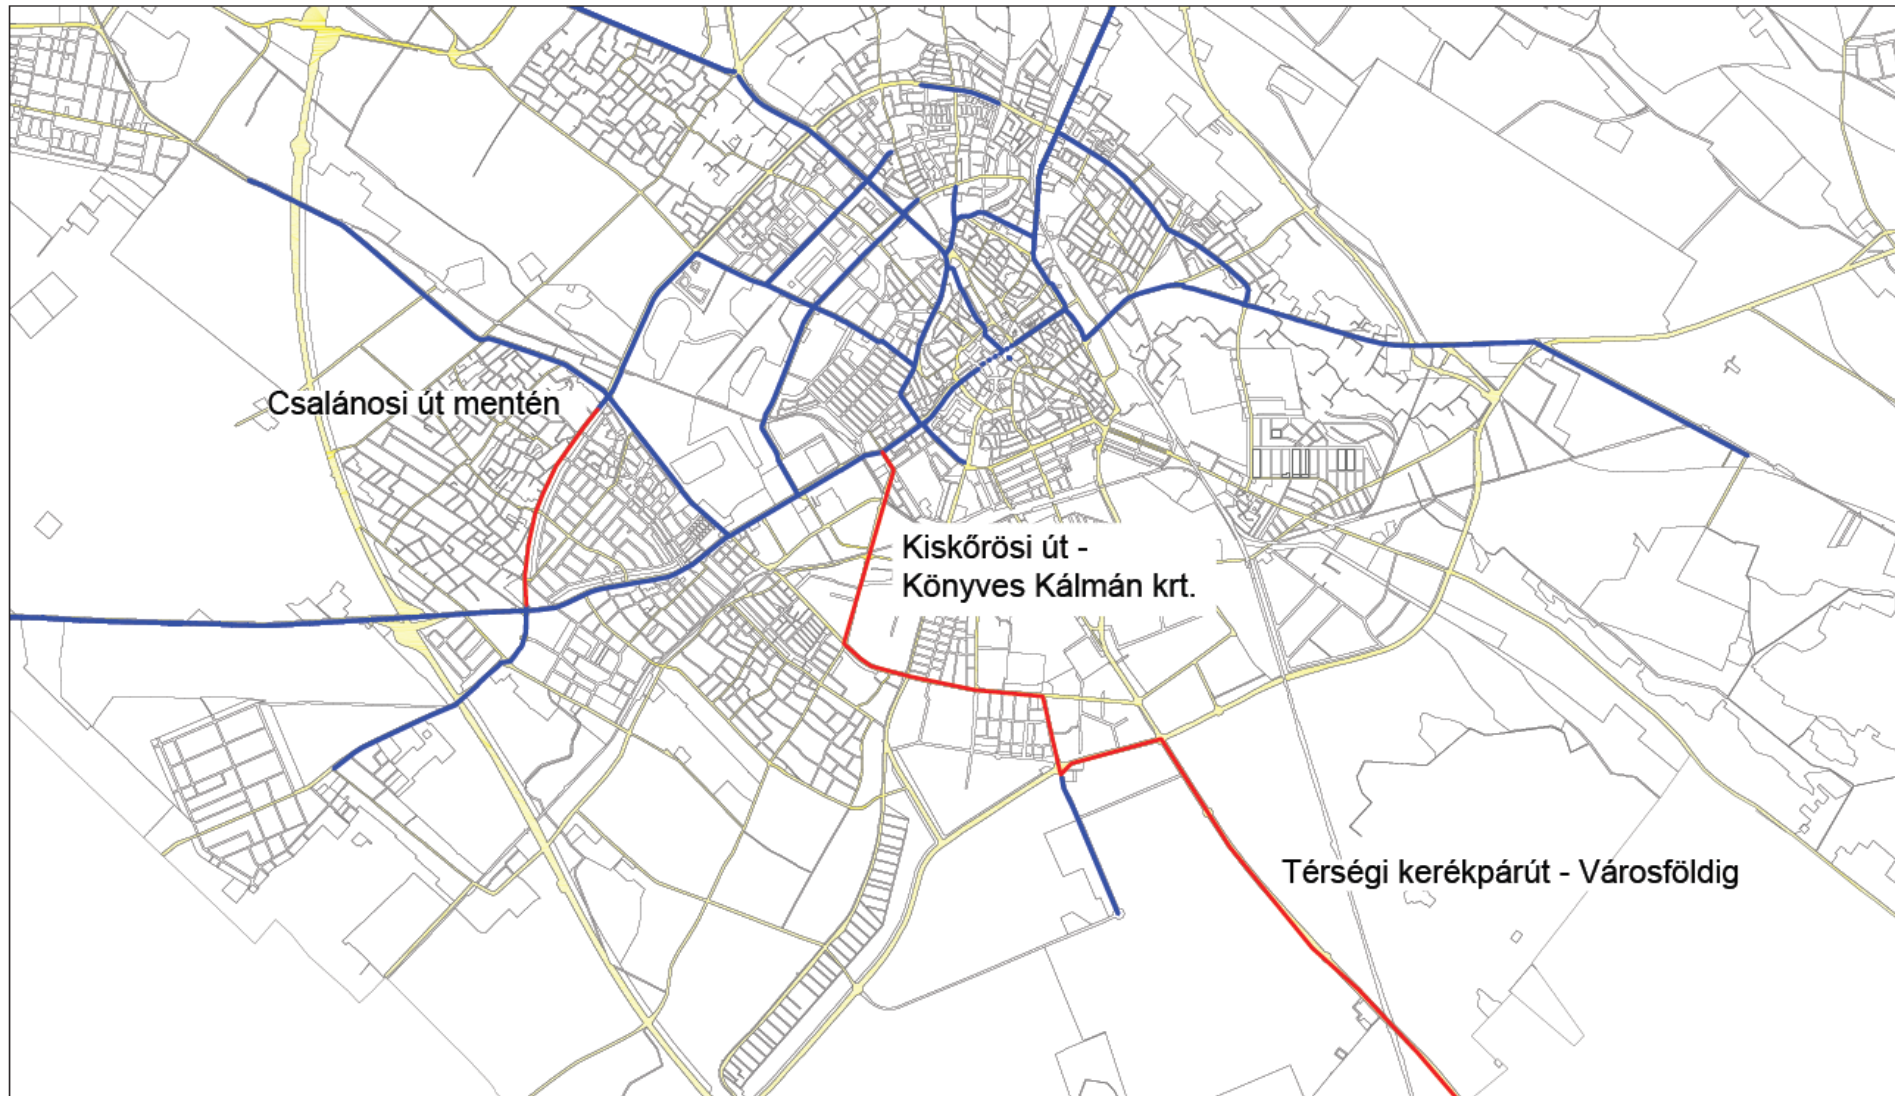 Csalánosi út mentén
Kiskőrösi út -
Könyves Kálmán krt.
Térségi kerékpárút - Városföldig